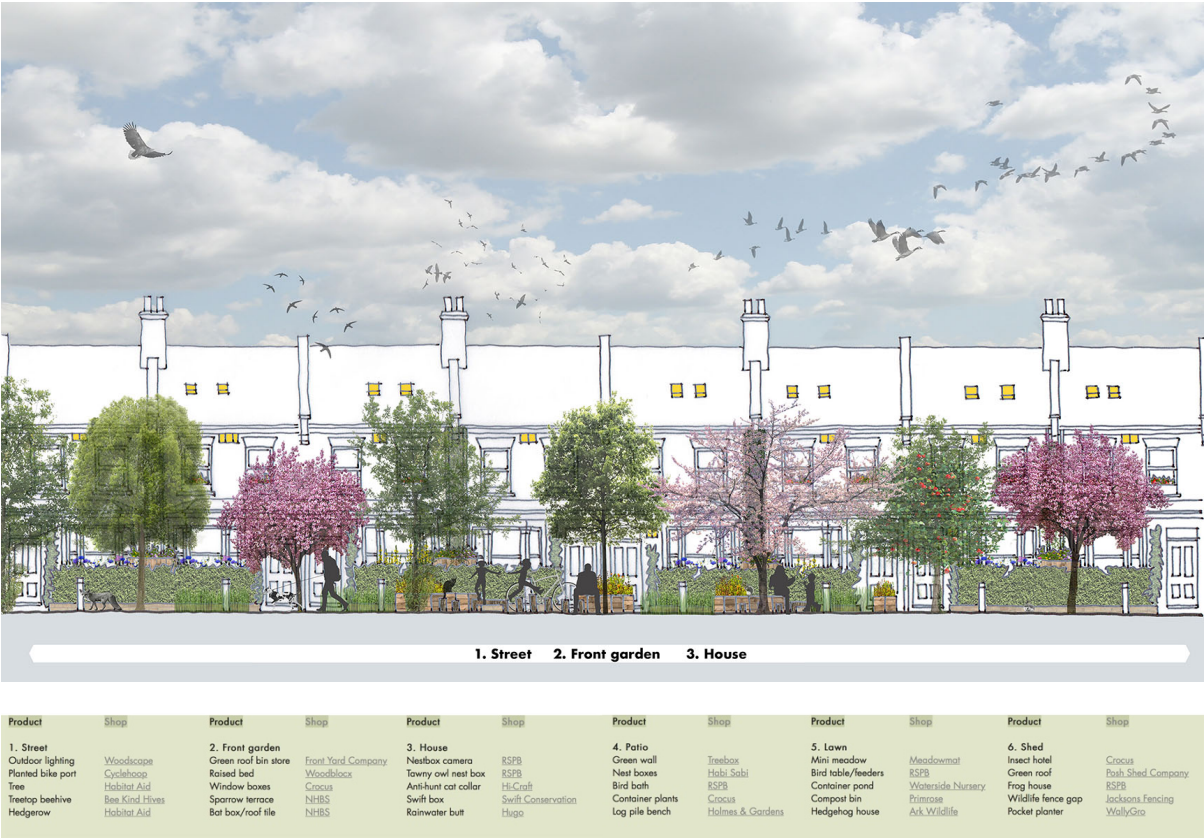 1. Street 2. Front garden 3. House
Product Shop
1. Street
Outdoor lighting Woodscape
Planted bike port Cyclehoop
Tree Habitat Aid
Treetop beehive Bee Kind Hives
Hedgerow Habitat Aid
Product Shop
2. Front garden
Green roof bin store Front Yard Company
Raised bed Woodblocx
Window boxes Crocus
Sparrow terrace NHBS
Bat box/roof tile NHBS
Product Shop
3. House
Nestbox camera RSPB
Tawny owl nest box RSPB
Anti-hunt cat collar Hi-Craft
Swift box Swift Conservation
Rainwater butt Hugo
Product Shop
4. Patio
Green wall Treebox
Nest boxes Habi Sabi
Bird bath RSPB
Container plants Crocus
Log pile bench Holmes & Gardens
Product Shop
5. Lawn
Mini meadow Meadowmat
Bird table/feeders RSPB
Container pond Waterside Nursery
Compost bin Primrose
Hedgehog house Ark Wildlife
Product Shop
6. Shed
Insect hotel Crocus
Green roof Posh Shed Company
Frog house RSPB
Wildlife fence gap Jacksons Fencing
Pocket planter WallyGro